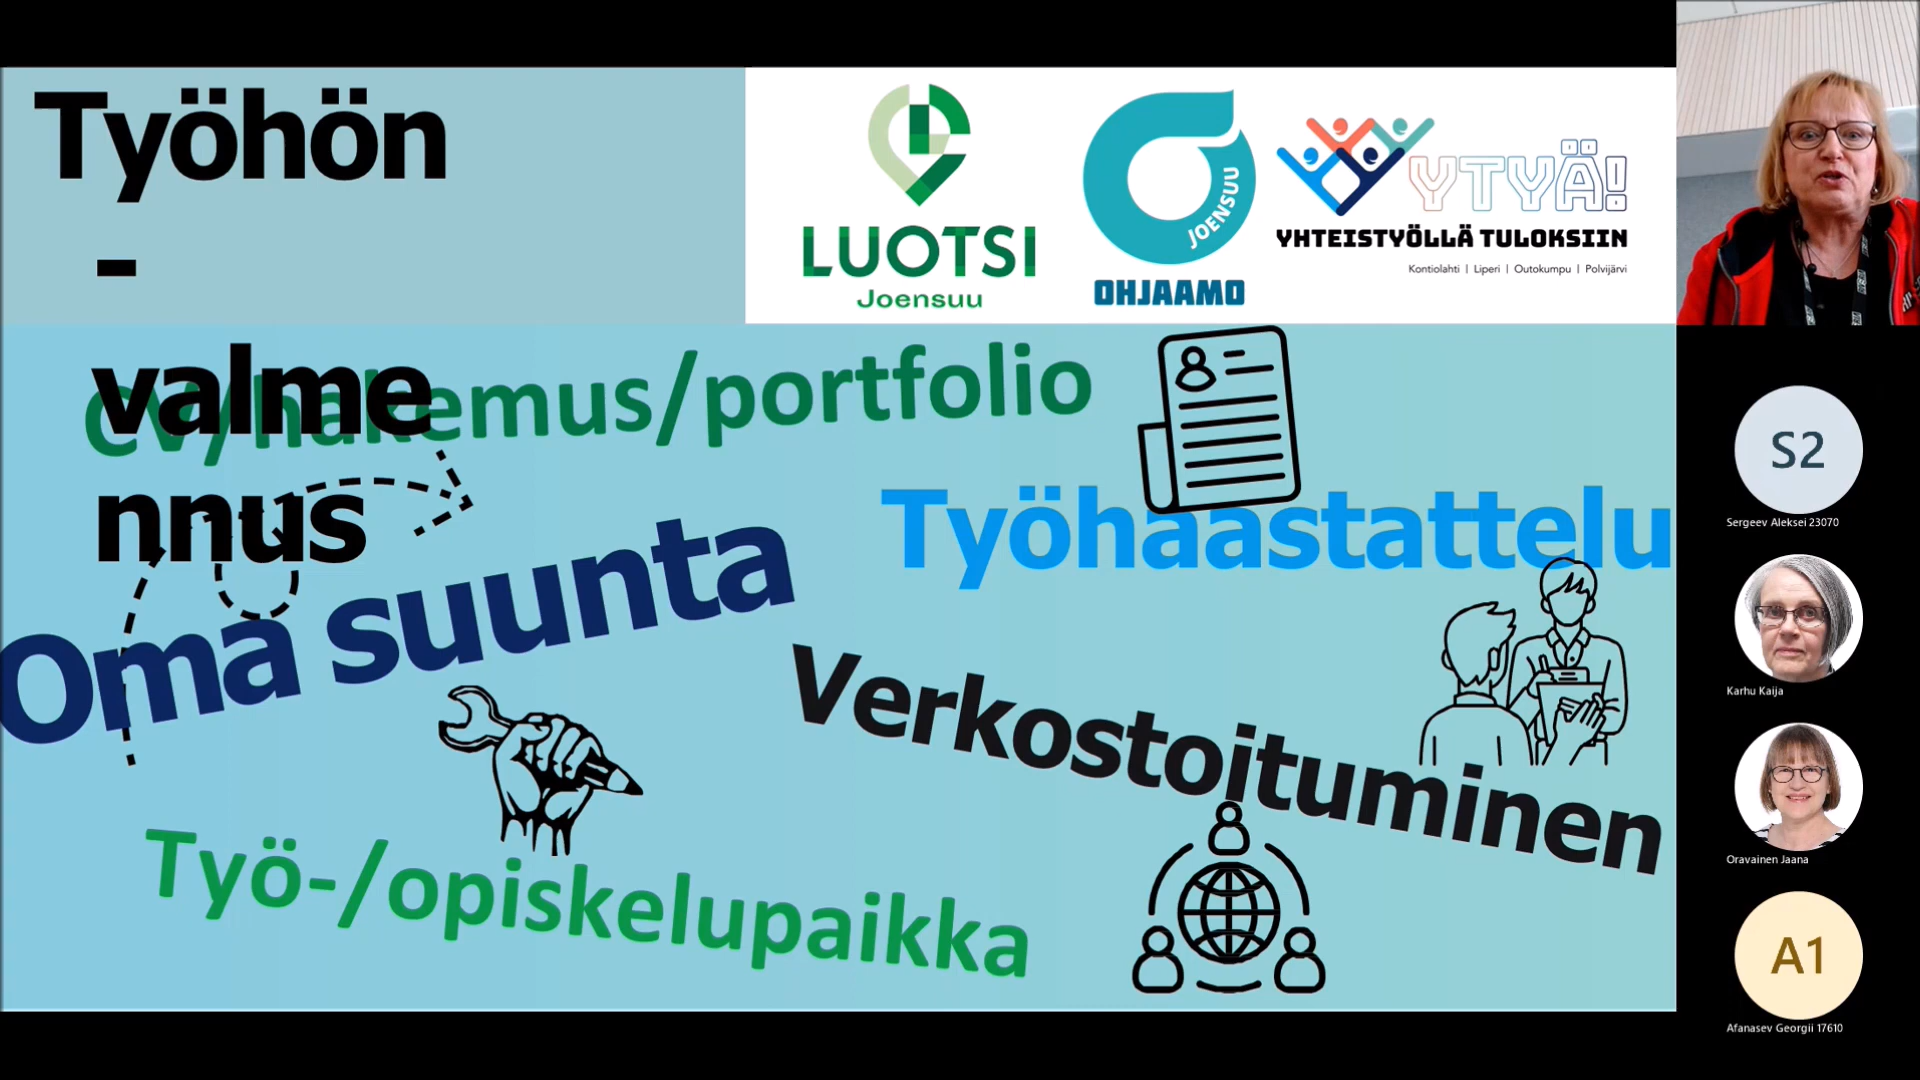 Työhön
-
valme
nnus
LUOTSI
Joensuu
JOENSUU
OHJAAMO
YTYÄ!
YHTEISTYÖLLÄ TULOKSIIN
Kontiolahti | Liperi | Outokumpu | Polvijärvi
CV/hakemus/portfolio
Työhaastattelu
Oma suunta
Verkostoituminen
Työ-/opiskelupaikka
S2
Sergeev Aleksei 23070
Karhu Kaija
Oravainen Jaana
A1
Afanasev Georgii 17610